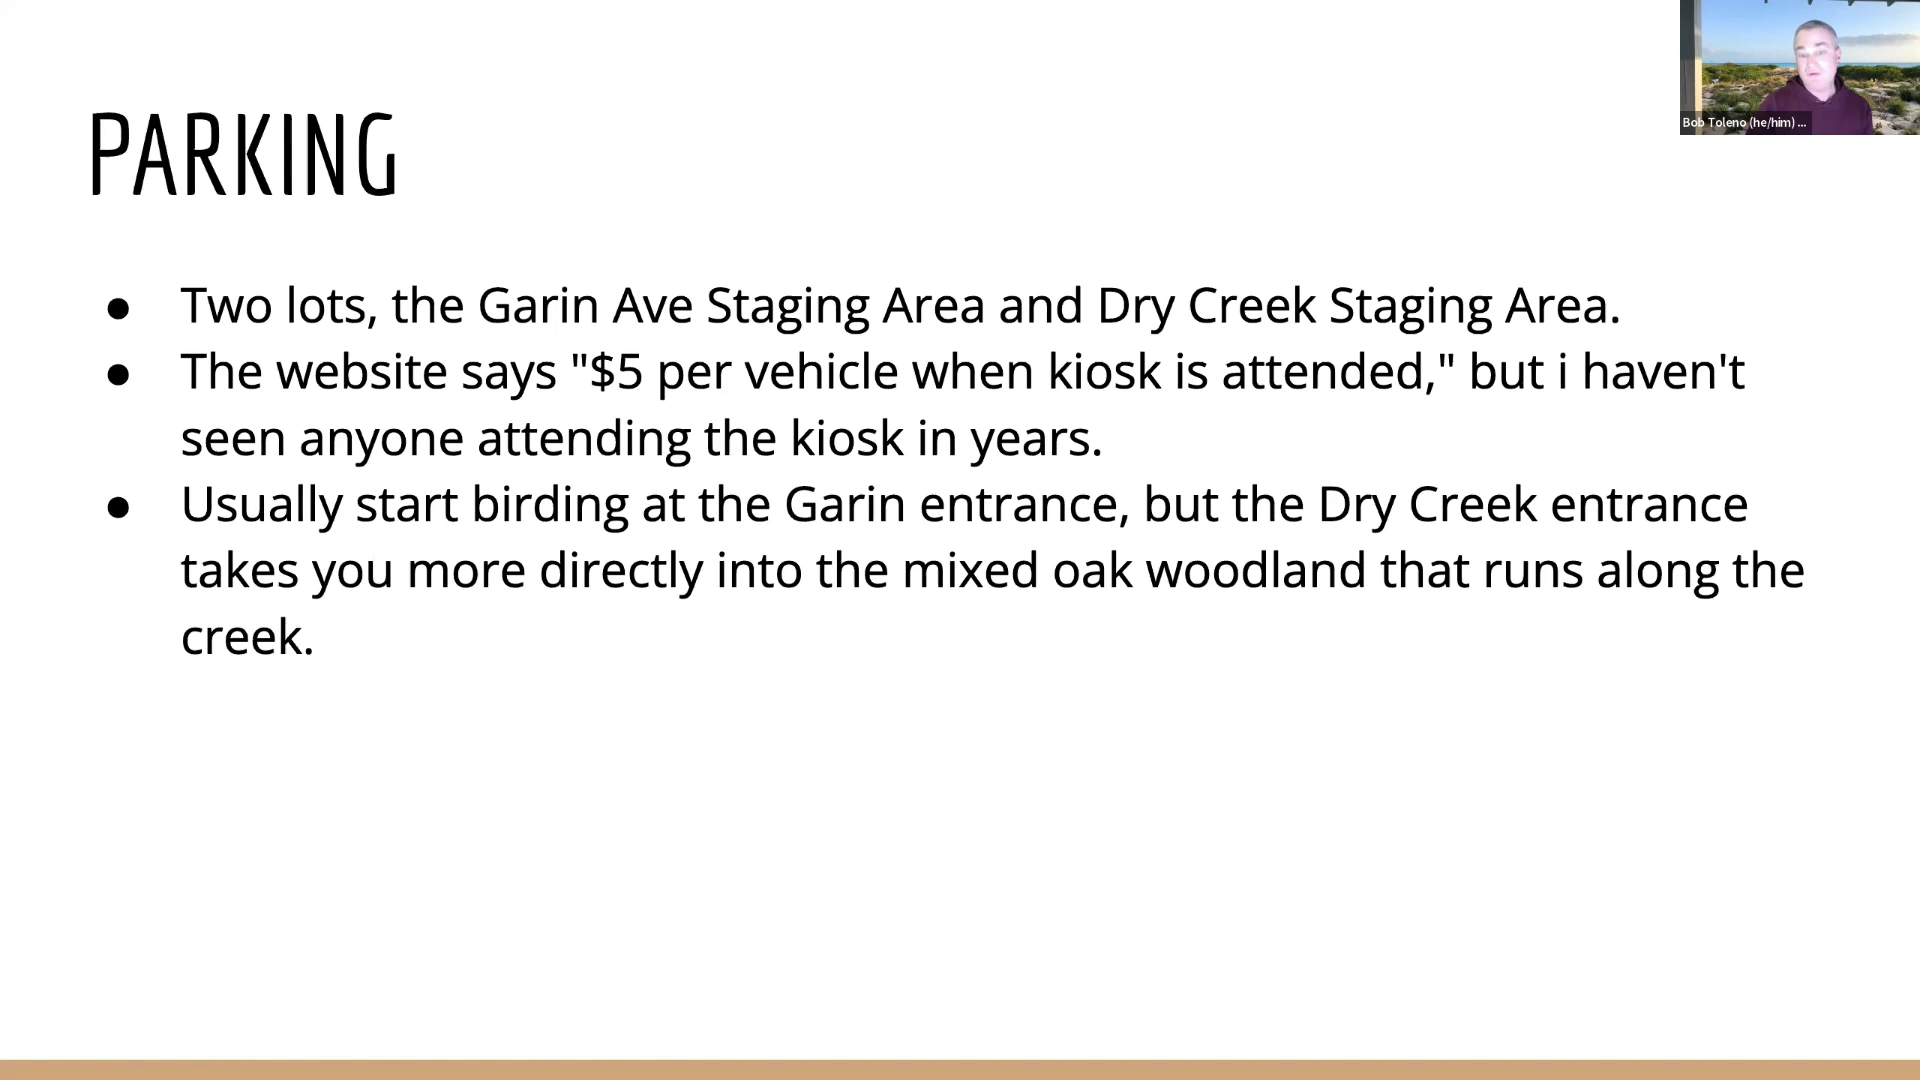 PARKING
Bob Toleno (he/him) ...
● Two lots, the Garin Ave Staging Area and Dry Creek Staging Area.
● The website says "$5 per vehicle when kiosk is attended," but i haven't
seen anyone attending the kiosk in years.
● Usually start birding at the Garin entrance, but the Dry Creek entrance
takes you more directly into the mixed oak woodland that runs along the
creek.